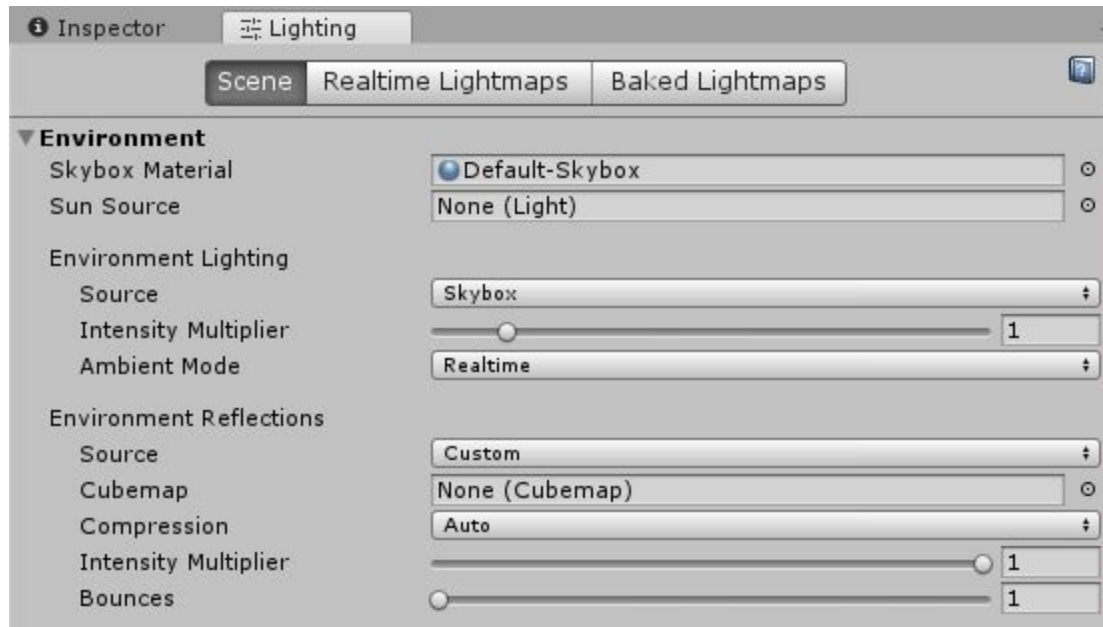 Inspector Lighting
Scene Realtime Lightmaps Baked Lightmaps
Environment
Skybox Material Default-Skybox
Sun Source None (Light)
Environment Lighting
Source Skybox
Intensity Multiplier 1
Ambient Mode Realtime
Environment Reflections
Source Custom
Cubemap None (Cubemap)
Compression Auto
Intensity Multiplier 1
Bounces 1